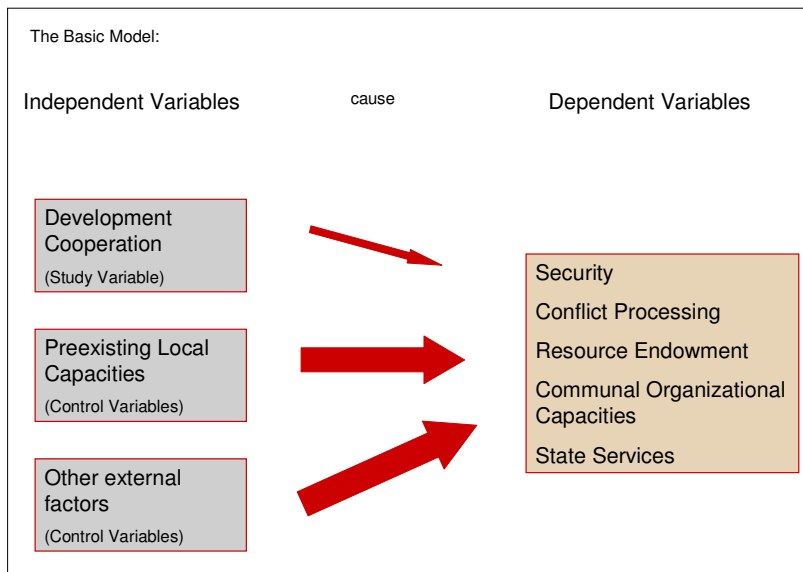 The Basic Model:
Independent Variables
cause
Dependent Variables
Development
Cooperation
(Study Variable)
Preexisting Local
Capacities
(Control Variables)
Other external
factors
(Control Variables)
Security
Conflict Processing
Resource Endowment
Communal Organizational
Capacities
State Services